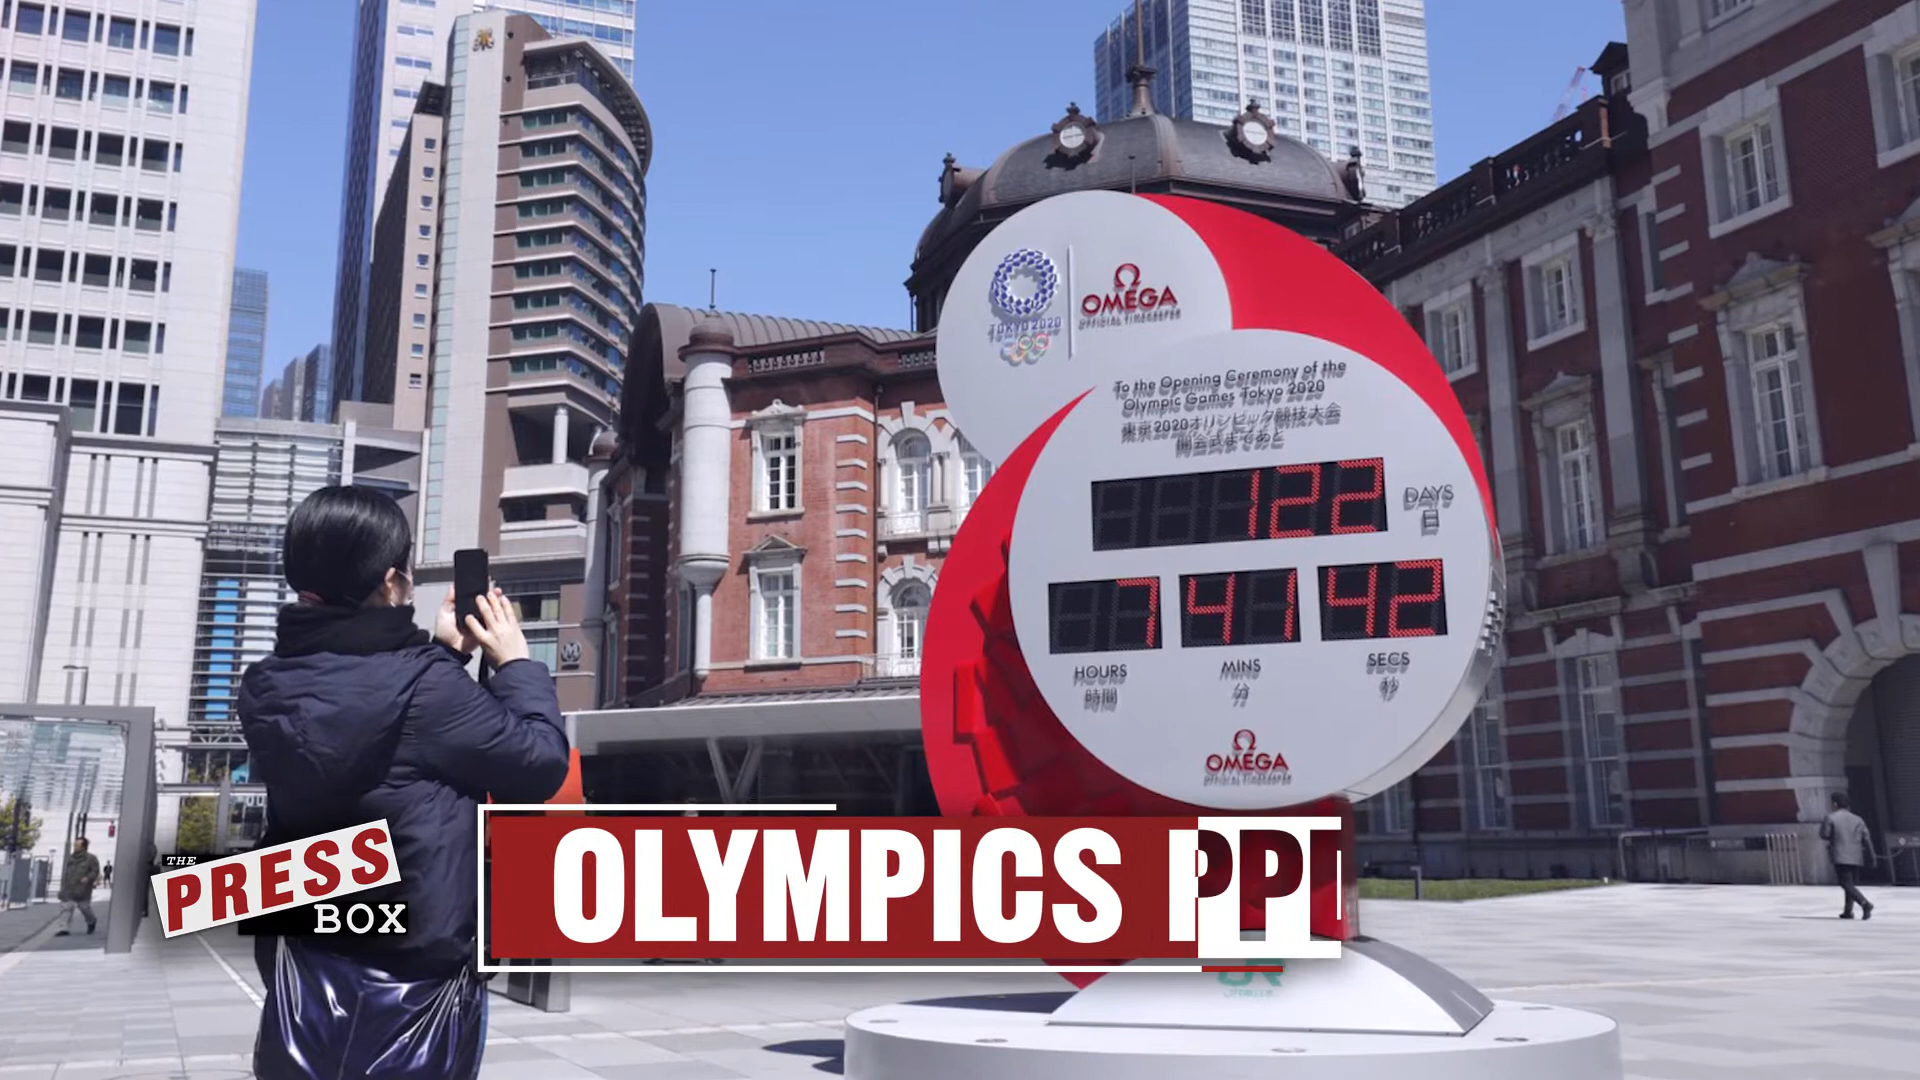 TOKYO 2020
OMEGA
OFFICIAL TIMEKEEPER
To the Opening Ceremony of the
Olympic Games Tokyo 2020
東京2020オリンピック競技大会
開会式まであと
122
DAYS
日
7 41 42
HOURS MINS SECS
時間 分 秒
OMEGA
OFFICIAL TIMEKEEPER
THE
PRESS
BOX
OLYMPICS
JR